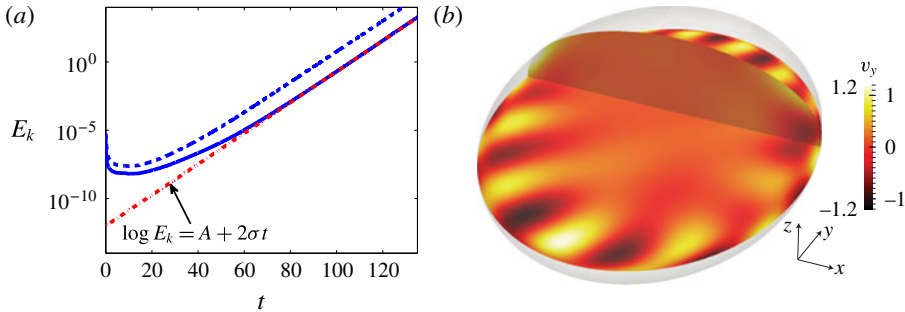 (a)
10^0
10^{-5}
10^{-10}
E_k
log E_k = A + 2σt
0 20 40 60 80 100 120
t
(b)
v_y
1.2
1
0
−1.2
−1
z
y
x